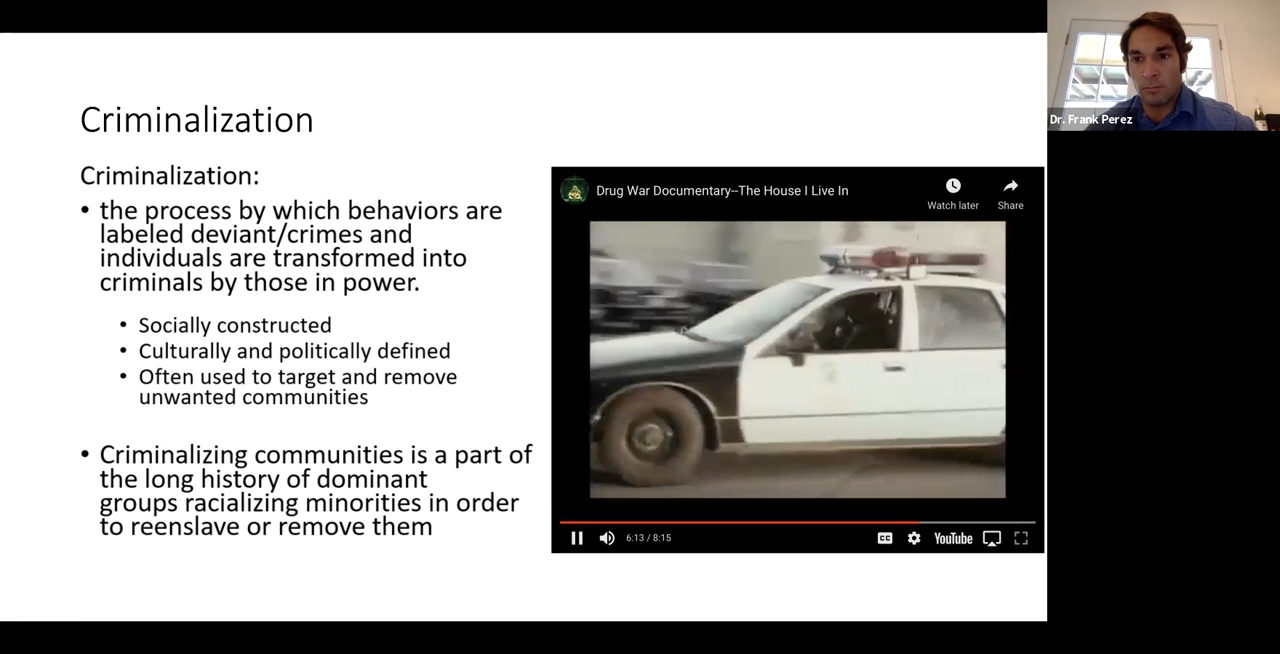 Criminalization
Criminalization:
• the process by which behaviors are
labeled deviant/crimes and
individuals are transformed into
criminals by those in power.
• Socially constructed
• Culturally and politically defined
• Often used to target and remove
unwanted communities
• Criminalizing communities is a part of
the long history of dominant
groups racializing minorities in order
to reenslave or remove them
Drug War Documentary--The House I Live In
Watch later
Share
6:13 / 8:15
CC
YouTube
Dr. Frank Perez